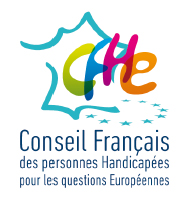 CFHe
Conseil Français
des personnes Handicapées
pour les questions Européennes